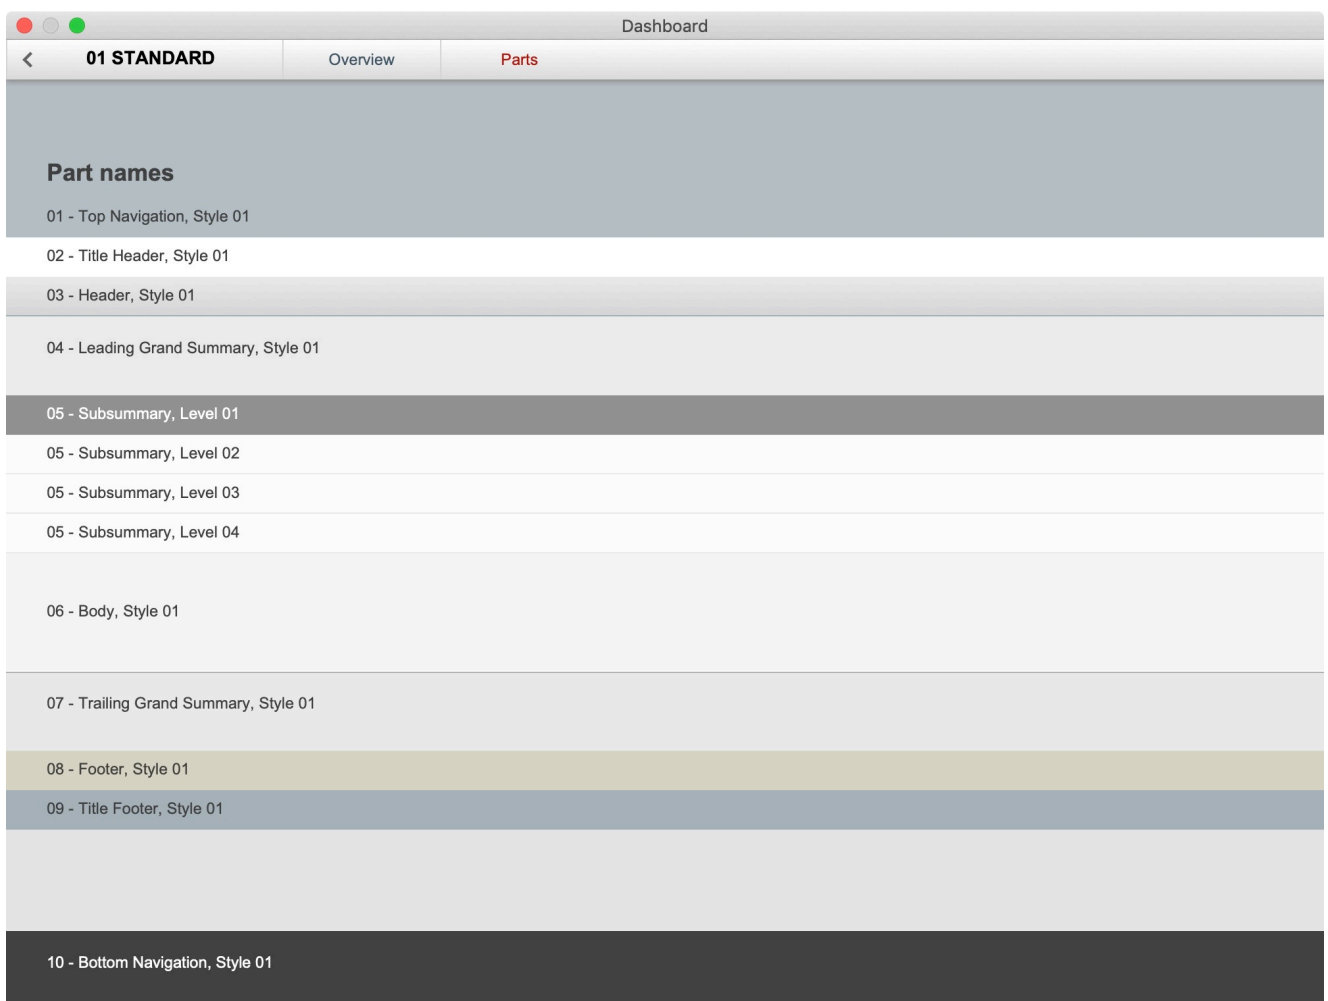 Dashboard
01 STANDARD Overview Parts
Part names
01 - Top Navigation, Style 01
02 - Title Header, Style 01
03 - Header, Style 01
04 - Leading Grand Summary, Style 01
05 - Subsummary, Level 01
05 - Subsummary, Level 02
05 - Subsummary, Level 03
05 - Subsummary, Level 04
06 - Body, Style 01
07 - Trailing Grand Summary, Style 01
08 - Footer, Style 01
09 - Title Footer, Style 01
10 - Bottom Navigation, Style 01